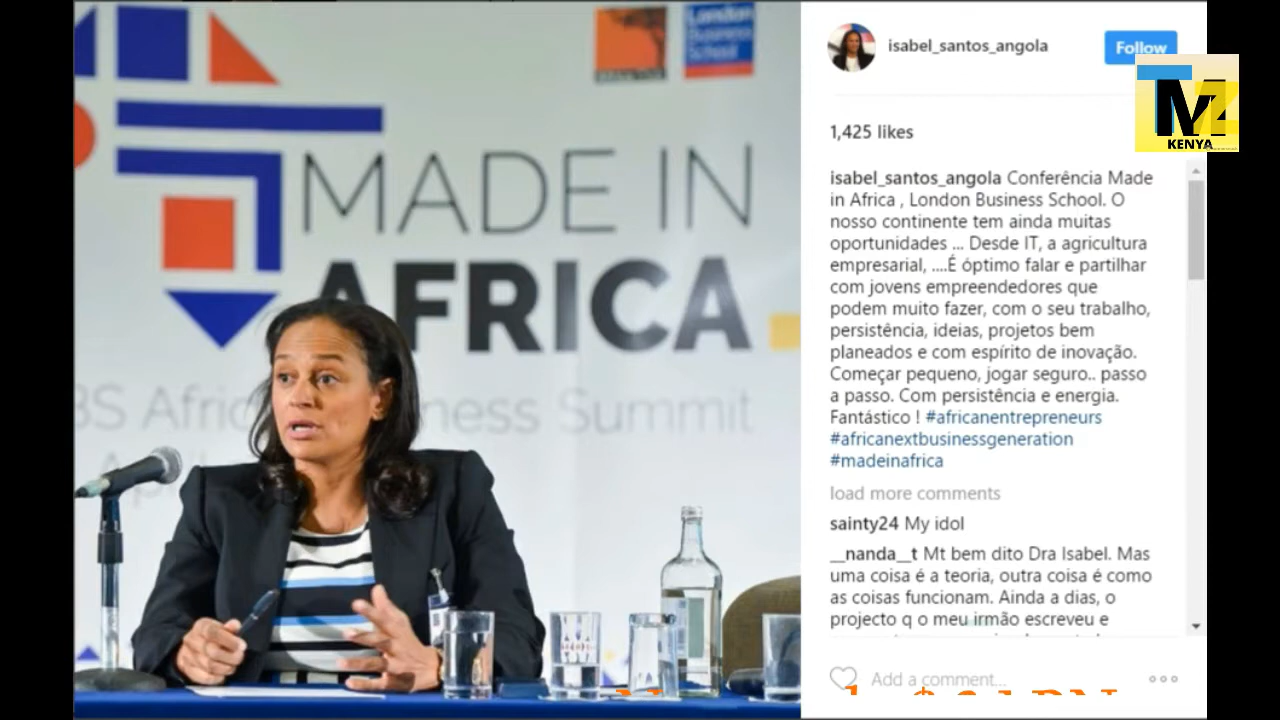 London
Business
School
MADE IN
AFRICA.
BS Afric ness Summit
isabel_santos_angola
Follow
TMZ
KENYA
1,425 likes
isabel_santos_angola Conferência Made
in Africa , London Business School. O
nosso continente tem ainda muitas
oportunidades ... Desde IT, a agricultura
empresarial, ....É óptimo falar e partilhar
com jovens empreendedores que
podem muito fazer, com o seu trabalho,
persistência, ideias, projetos bem
planeados e com espírito de inovação.
Começar pequeno, jogar seguro.. passo
a passo. Com persistência e energia.
Fantástico ! #africanentrepreneurs
#africanextbusinessgeneration
#madeinafrica
load more comments
sainty24 My idol
__nanda__t Mt bem dito Dra Isabel. Mas
uma coisa é a teoria, outra coisa é como
as coisas funcionam. Ainda a dias, o
projecto q o meu irmão escreveu e
Add a comment...